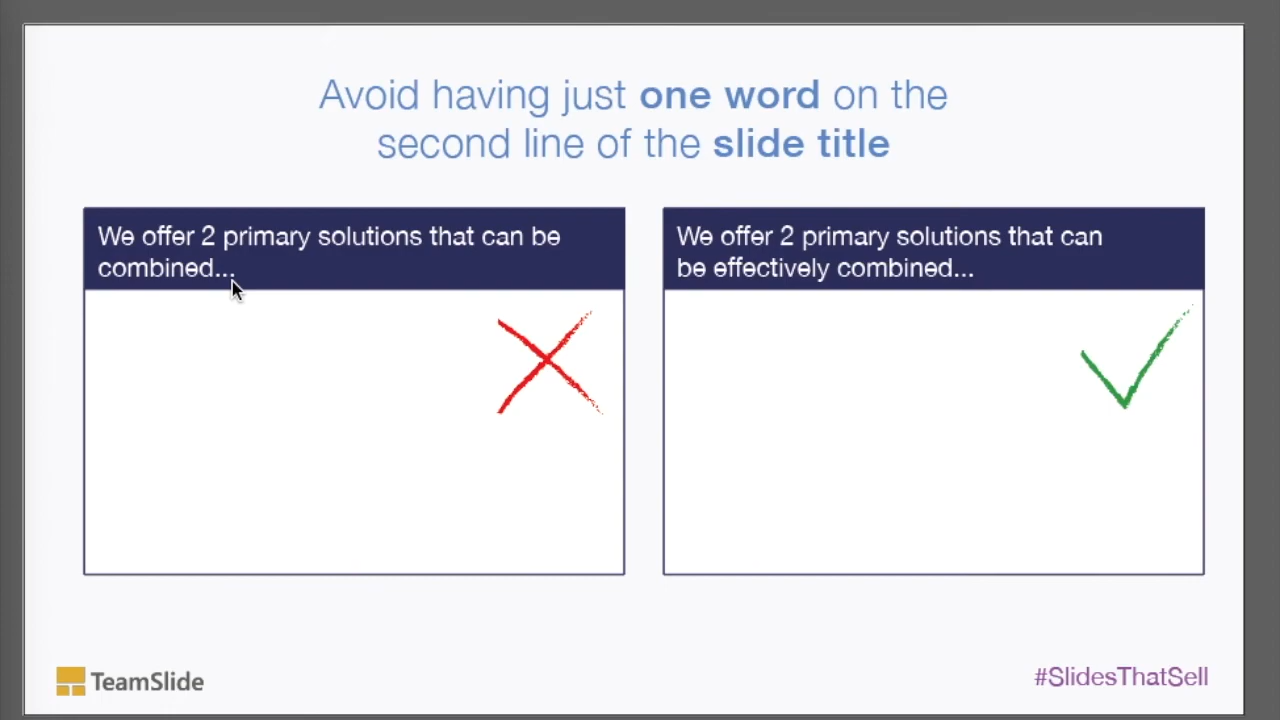 Avoid having just one word on the
second line of the slide title
We offer 2 primary solutions that can be
combined...
We offer 2 primary solutions that can
be effectively combined...
TeamSlide
#SlidesThatSell